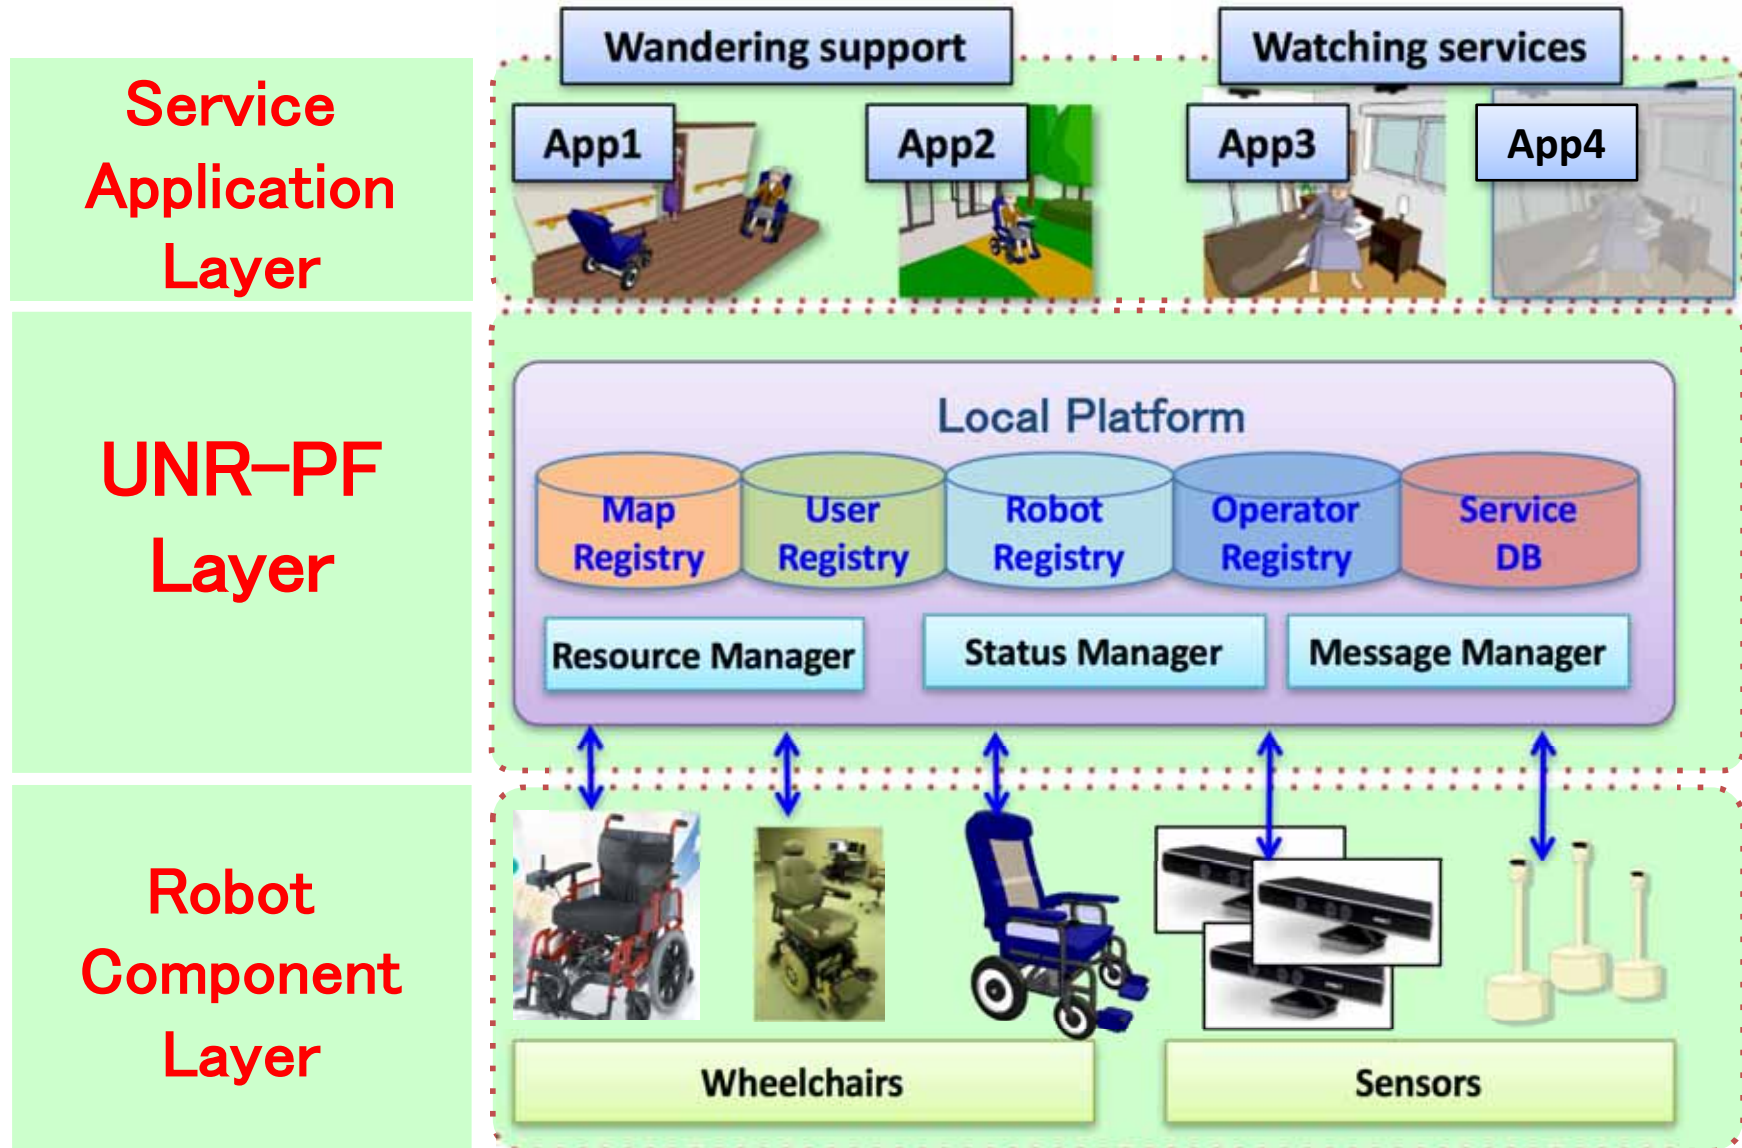 Wandering support
Watching services
Service
Application
Layer
App1
App2
App3
App4
UNR-PF
Layer
Local Platform
Map
Registry
User
Registry
Robot
Registry
Operator
Registry
Service
DB
Resource Manager
Status Manager
Message Manager
Robot
Component
Layer
Wheelchairs
Sensors